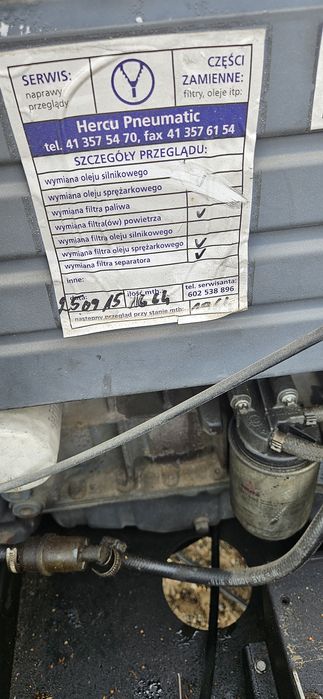 SERWIS:
naprawy
przeglądy
CZĘŚCI
ZAMIENNE:
filtry, oleje itp:
Hercu Pneumatic
tel. 41 357 54 70, fax 41 357 61 54
SZCZEGÓŁY PRZEGLĄDU:
wymiana oleju silnikowego
wymiana oleju sprężarkowego
wymiana filtra paliwa
wymiana filtra(ów) powietrza ✓
wymiana filtra oleju silnikowego
wymiana filtra oleju sprężarkowego ✓
wymiana filtra separatora ✓
inne:
ilość mtb:
tel. serwisanta:
602 538 896
następny przegląd przy stanie mtb: